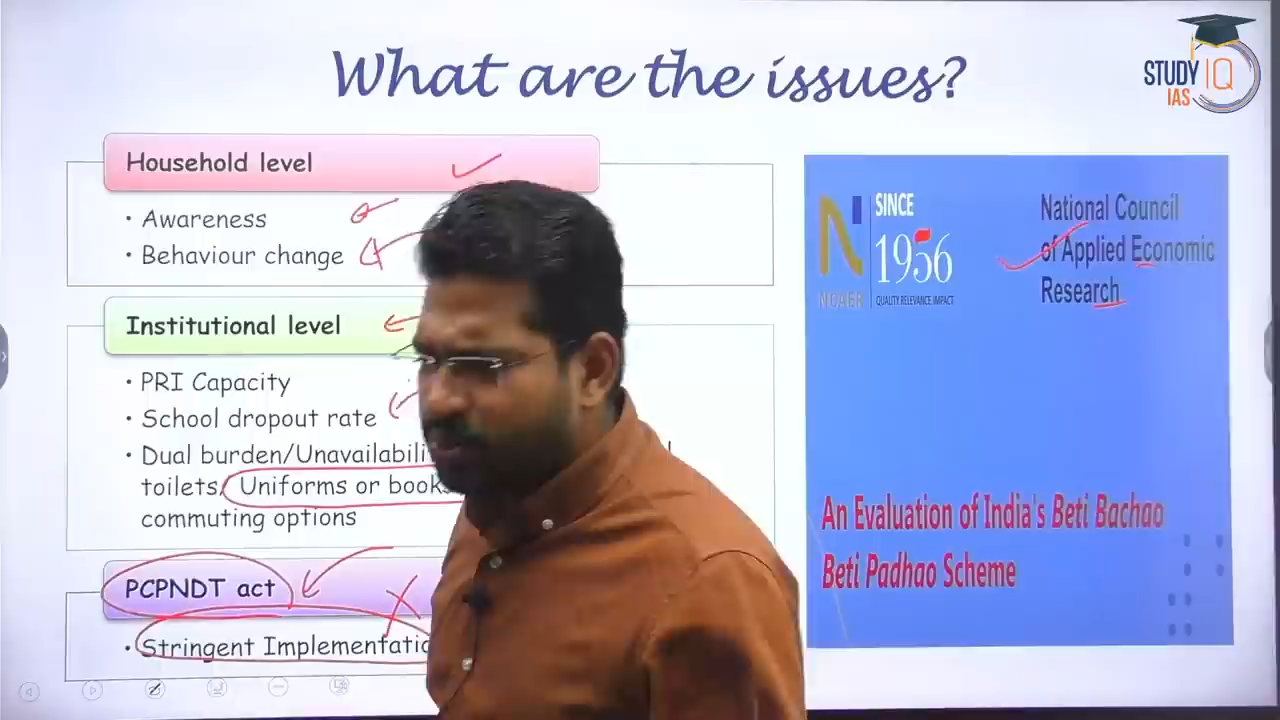 What are the issues?
STUDY IQ
IAS
Household level
• Awareness
• Behaviour change
Institutional level
• PRI Capacity
• School dropout rate
• Dual burden/Unavailabili
toilets/ Uniforms or book
commuting options
PCPNDT act
• Stringent Implementatio
NCAER
SINCE
1956
QUALITY. RELEVANCE. IMPACT
National Council
of Applied Economic
Research
An Evaluation of India's Beti Bachao
Beti Padhao Scheme